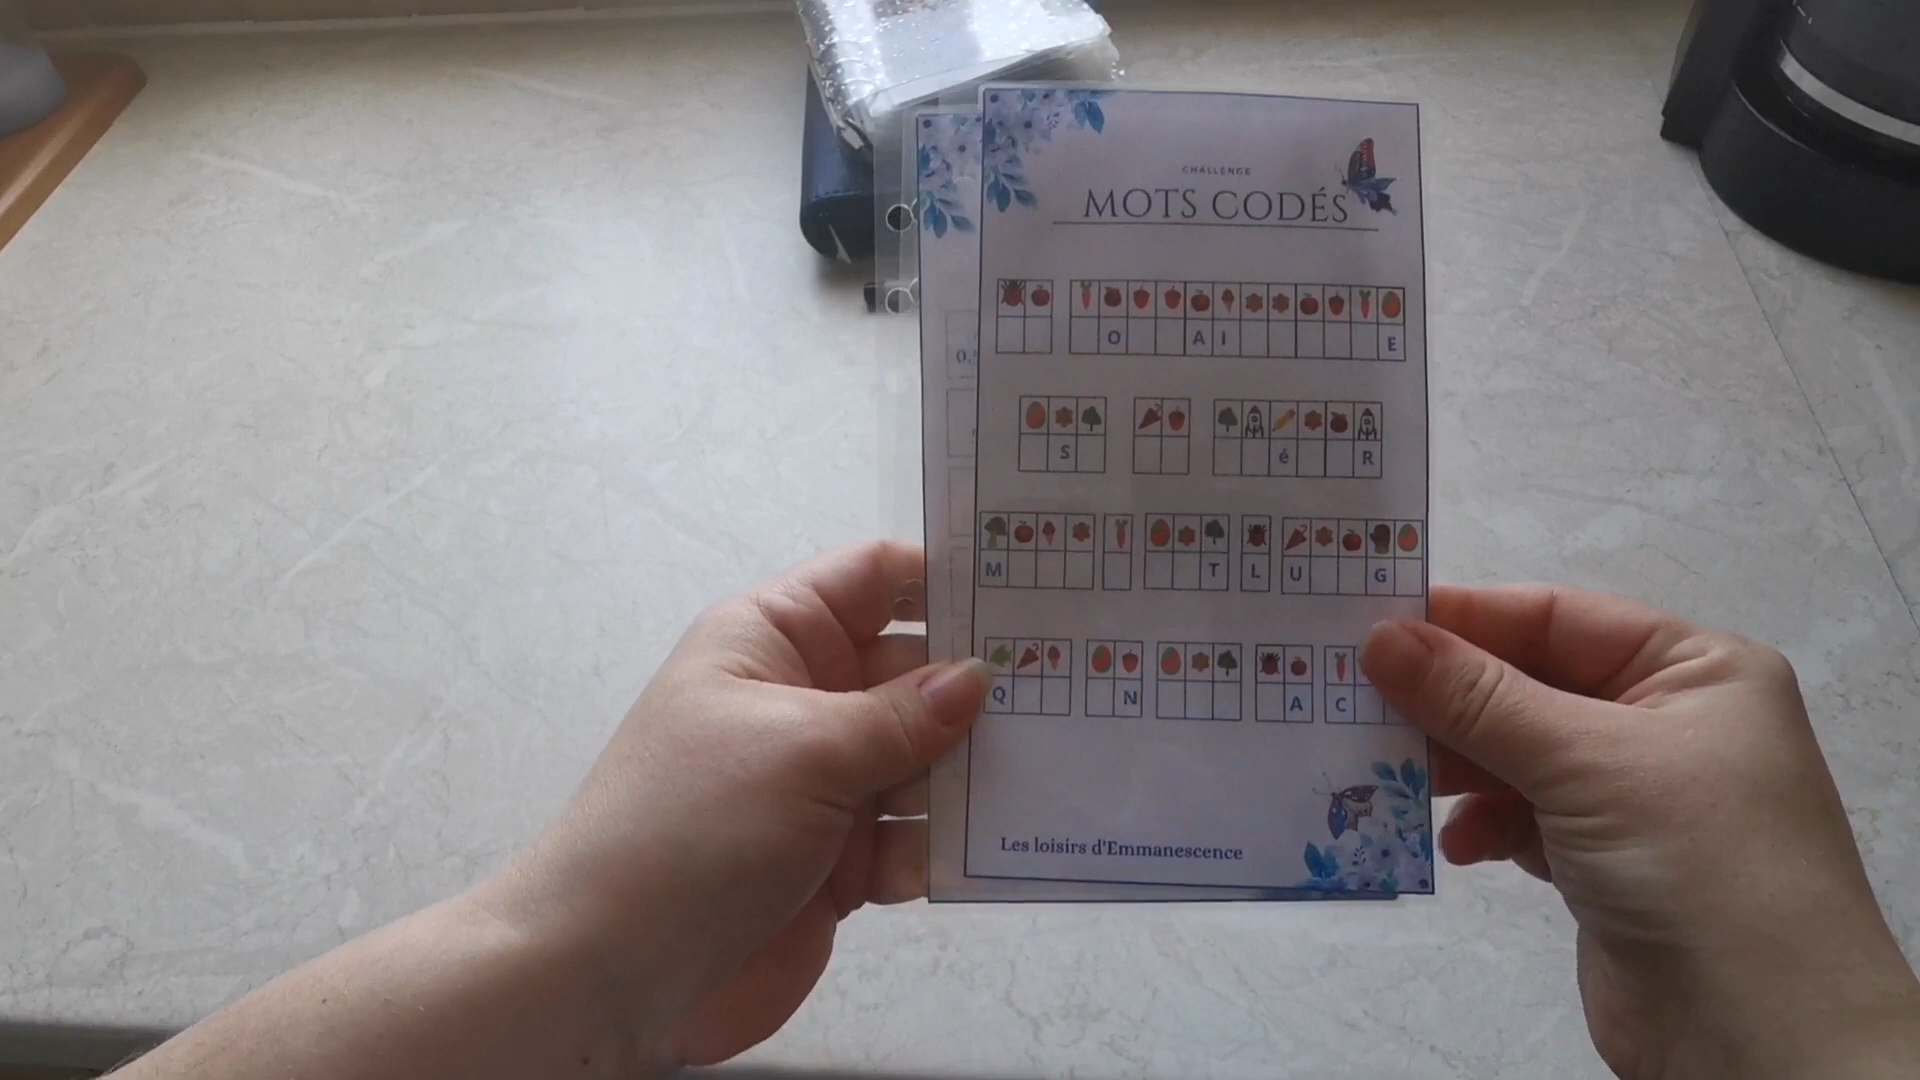 CHALLENGE
MOTS CODÉS
O A I E
S é R
M T L U G
Q N A C
Les loisirs d'Emmanescence